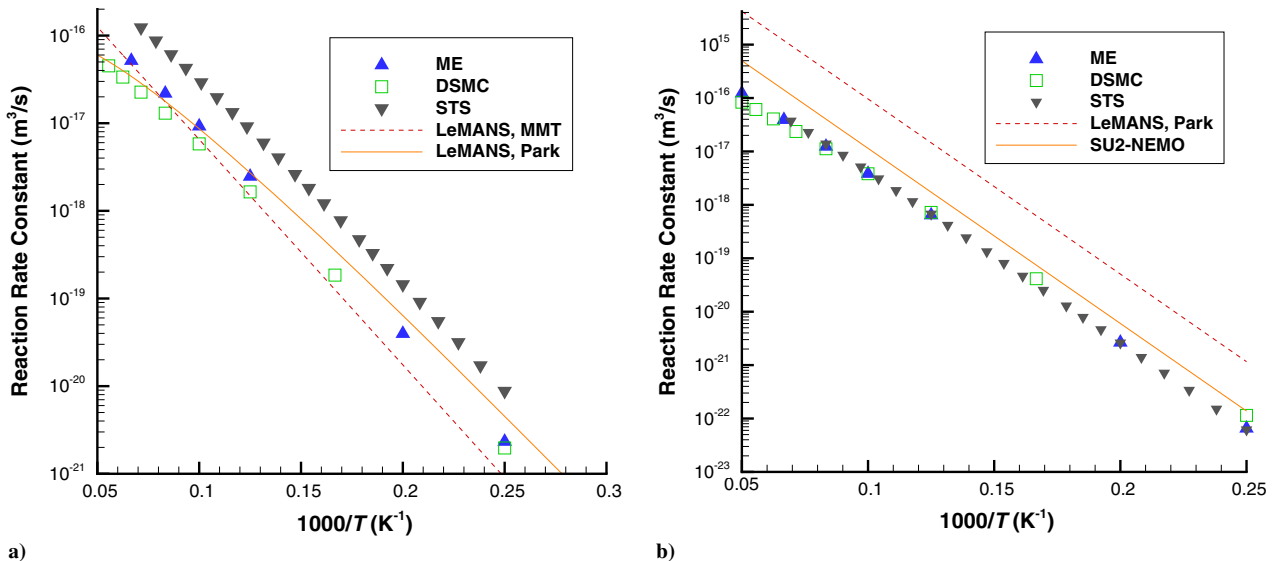 10⁻¹⁶
10⁻¹⁷
10⁻¹⁸
10⁻¹⁹
10⁻²⁰
10⁻²¹
Reaction Rate Constant (m³/s)
ME
DSMC
STS
LeMANS, MMT
LeMANS, Park
0.05
0.1
0.15
0.2
0.25
0.3
1000/T (K⁻¹)
a)
10¹⁵
10⁻¹⁶
10⁻¹⁷
10⁻¹⁸
10⁻¹⁹
10⁻²⁰
10⁻²¹
10⁻²²
10⁻²³
Reaction Rate Constant (m³/s)
ME
DSMC
STS
LeMANS, Park
SU2-NEMO
0.05
0.1
0.15
0.2
0.25
1000/T (K⁻¹)
b)